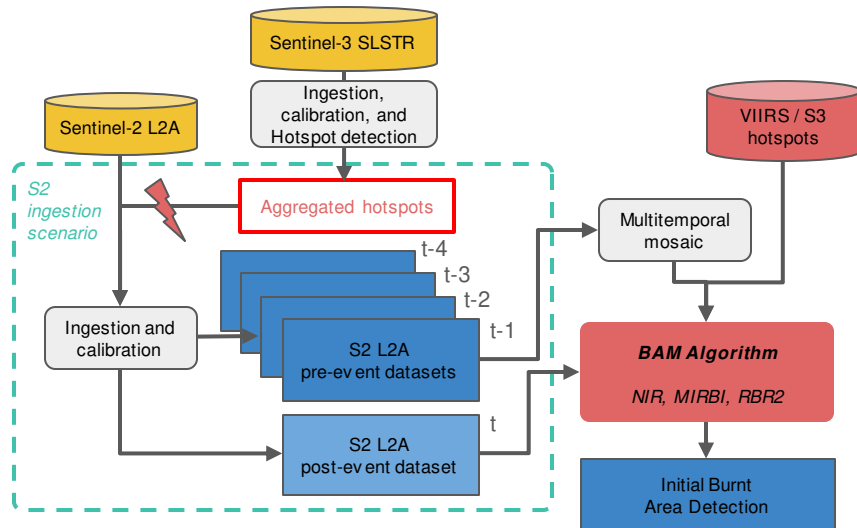 Sentinel-3 SLSTR
Ingestion,
calibration, and
Hotspot detection
Sentinel-2 L2A
VIIRS / S3
hotspots
S2
ingestion
scenario
Aggregated hotspots
Multitemporal
mosaic
t-4
t-3
t-2
t-1
Ingestion and
calibration
S2 L2A
pre-event datasets
BAM Algorithm
NIR, MIRBI, RBR2
t
S2 L2A
post-event dataset
Initial Burnt
Area Detection